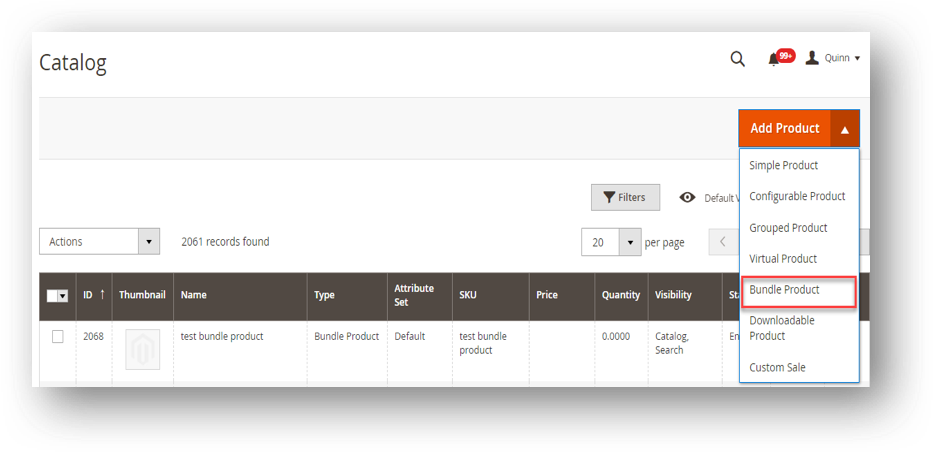 Catalog
99+
Quinn
Add Product
Simple Product
Configurable Product
Grouped Product
Virtual Product
Bundle Product
Downloadable
Product
Custom Sale
Filters
Default V
Actions
2061 records found
20
per page
ID ↑ Thumbnail Name Type Attribute Set SKU Price Quantity Visibility St
2068 test bundle product Bundle Product Default test bundle product 0.0000 Catalog, Search En